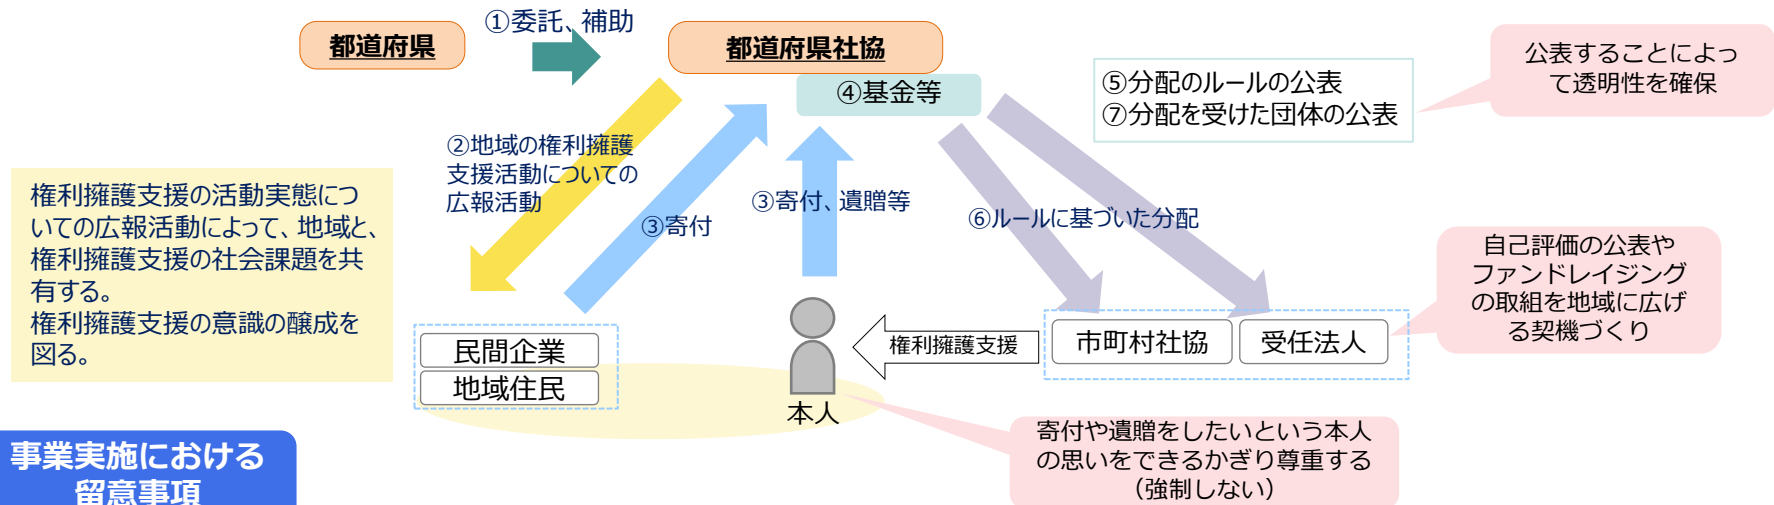 都道府県
①委託、補助
都道府県社協
④基金等
⑤分配のルールの公表
⑦分配を受けた団体の公表
公表することによっ
て透明性を確保
②地域の権利擁護
支援活動についての
広報活動
③寄付
③寄付、遺贈等
⑥ルールに基づいた分配
権利擁護支援の活動実態につ
いての広報活動によって、地域と、
権利擁護支援の社会課題を共
有する。
権利擁護支援の意識の醸成を
図る。
自己評価の公表や
ファンドレイジング
の取組を地域に広げ
る契機づくり
民間企業
地域住民
権利擁護支援
市町村社協
受任法人
本人
寄付や遺贈をしたいという本人
の思いをできるかぎり尊重する
（強制しない）
事業実施における
留意事項